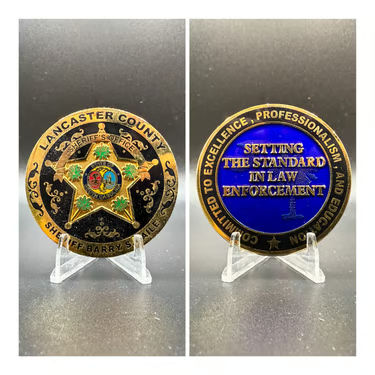 LANCASTER COUNTY
SHERIFF'S OFFICE
SHERIFF BARRY S. FAILE
SETTING
THE STANDARD
IN LAW
ENFORCEMENT
COMMITTED TO EXCELLENCE, PROFESSIONALISM, AND EDUCATION